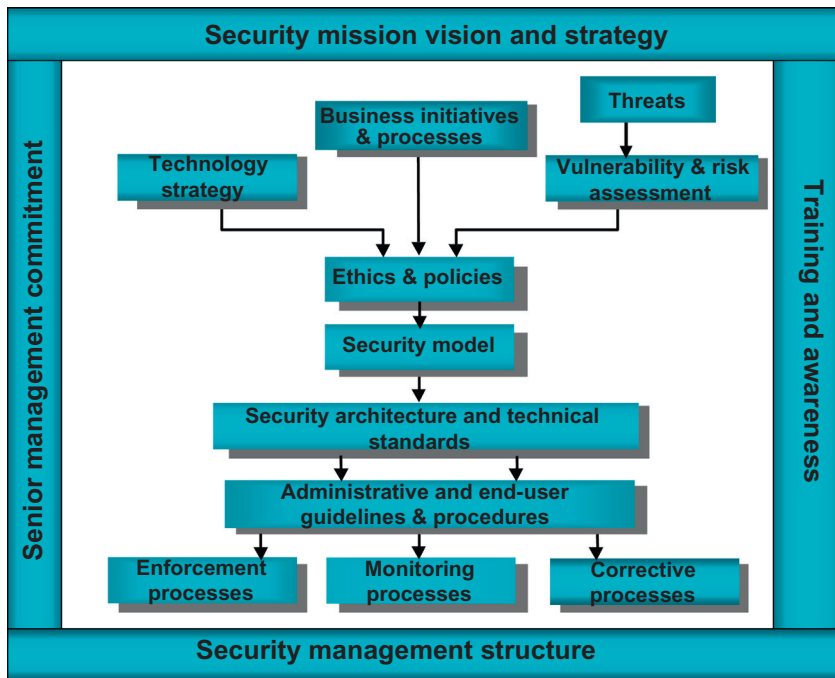 Security mission vision and strategy
Senior management commitment
Threats
Business initiatives
& processes
Technology
strategy
Vulnerability & risk
assessment
Ethics & policies
Security model
Security architecture and technical
standards
Administrative and end-user
guidelines & procedures
Enforcement
processes
Monitoring
processes
Corrective
processes
Training and awareness
Security management structure